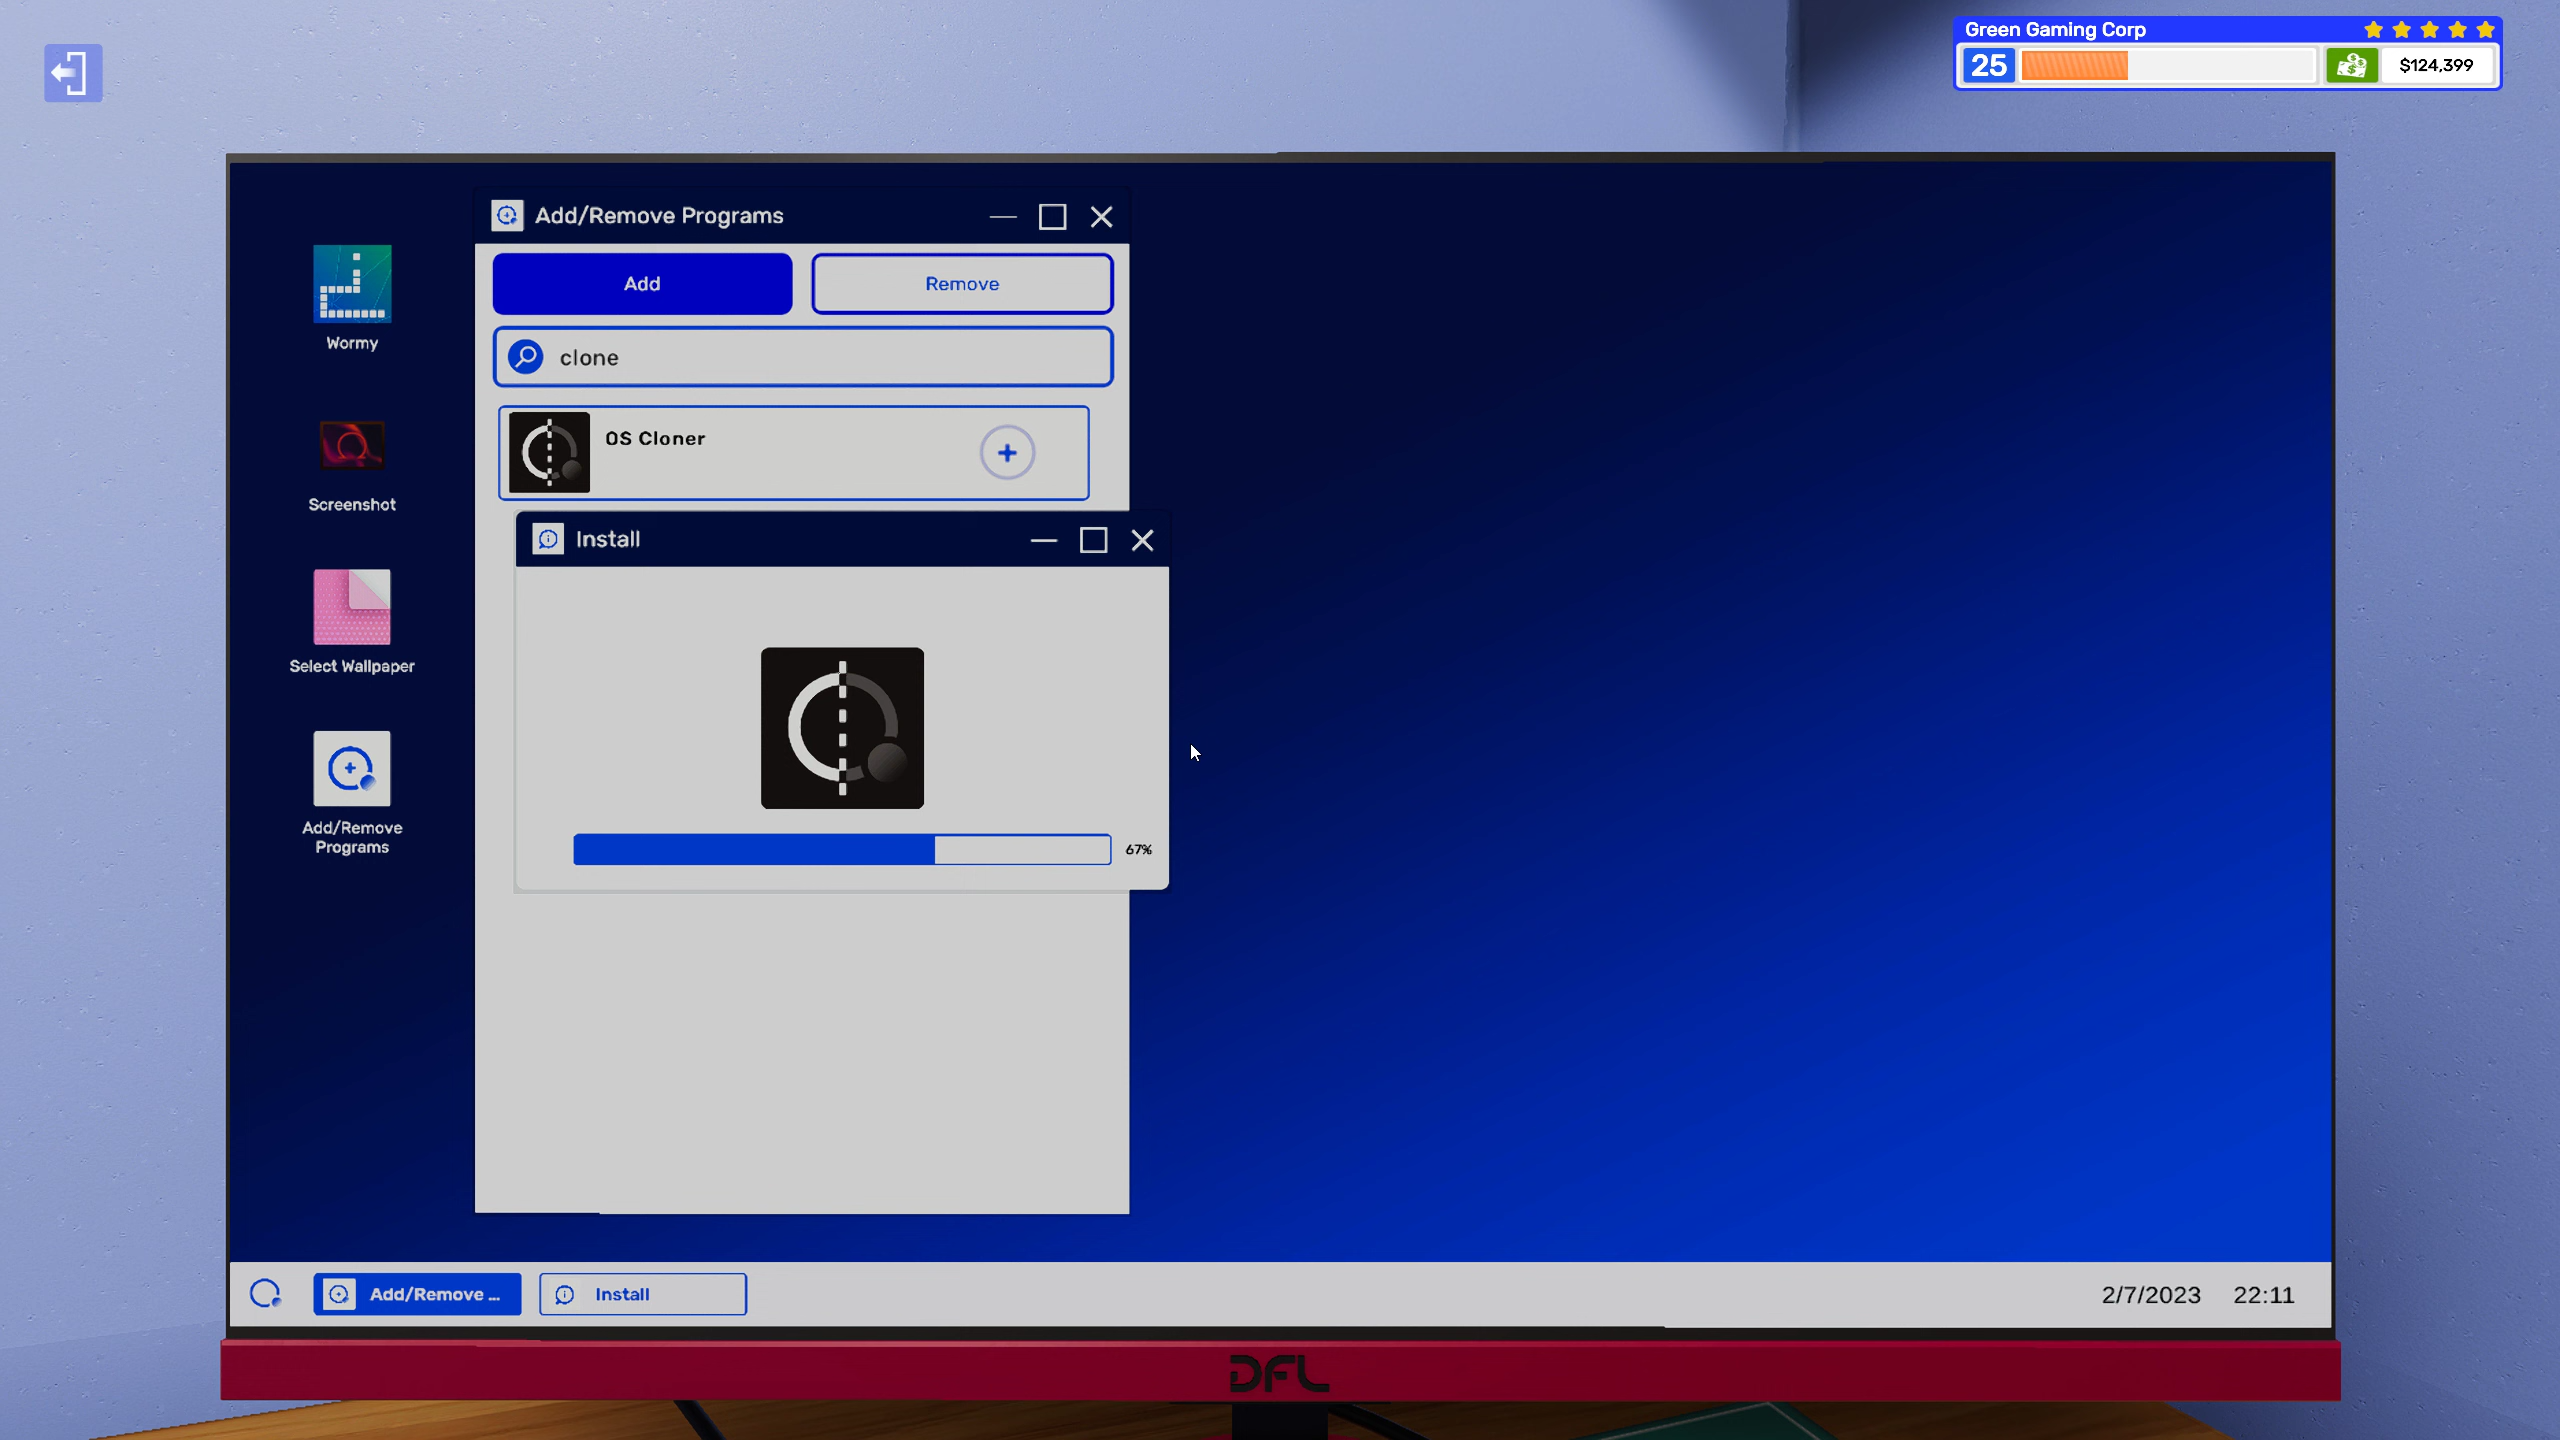 Green Gaming Corp
25
$124,399
Add/Remove Programs
Add
Remove
clone
OS Cloner
Install
67%
Wormy
Screenshot
Select Wallpaper
Add/Remove
Programs
Add/Remove ...
Install
2/7/2023
22:11
DFL